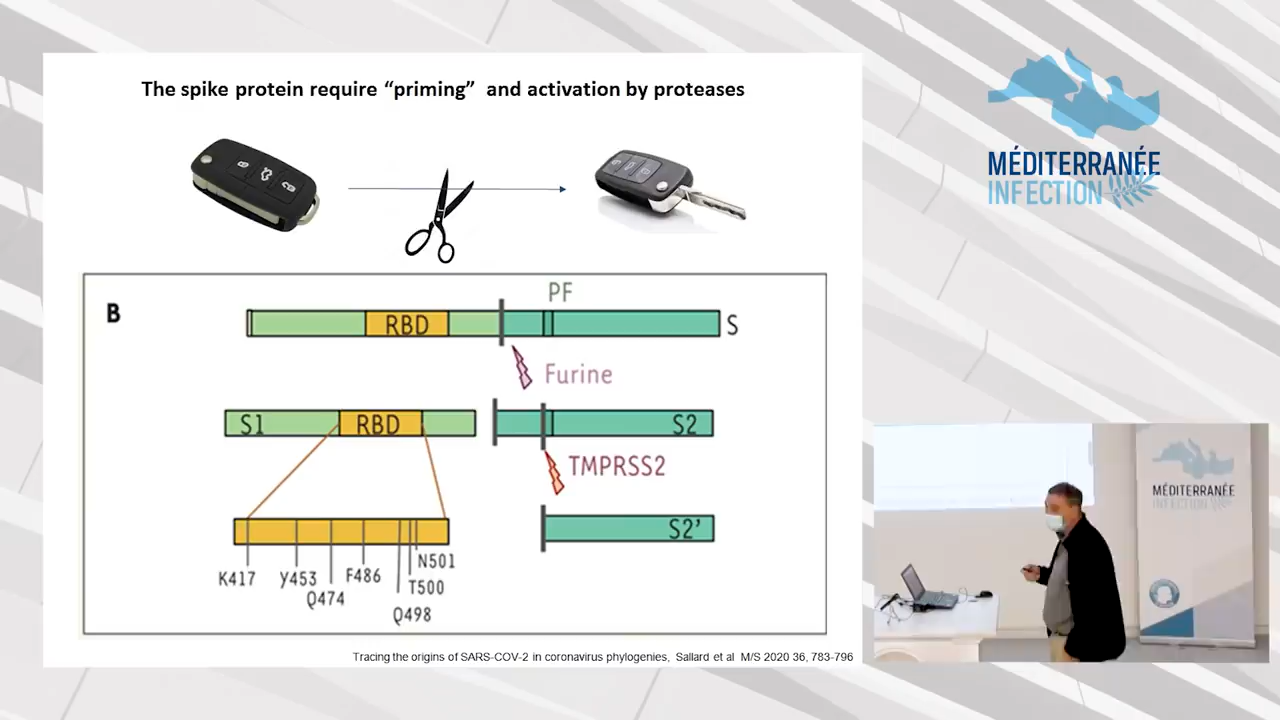 The spike protein require “priming” and activation by proteases
MÉDITERRANÉE
INFECTION
B
PF
RBD
S
Furine
S1
RBD
S2
TMPRSS2
S2’
K417
Y453
Q474
F486
Q498
T500
N501
Tracing the origins of SARS-COV-2 in coronavirus phylogenies, Sallard et al M/S 2020 36, 783-796
MÉDITERRANÉE
INFECTION